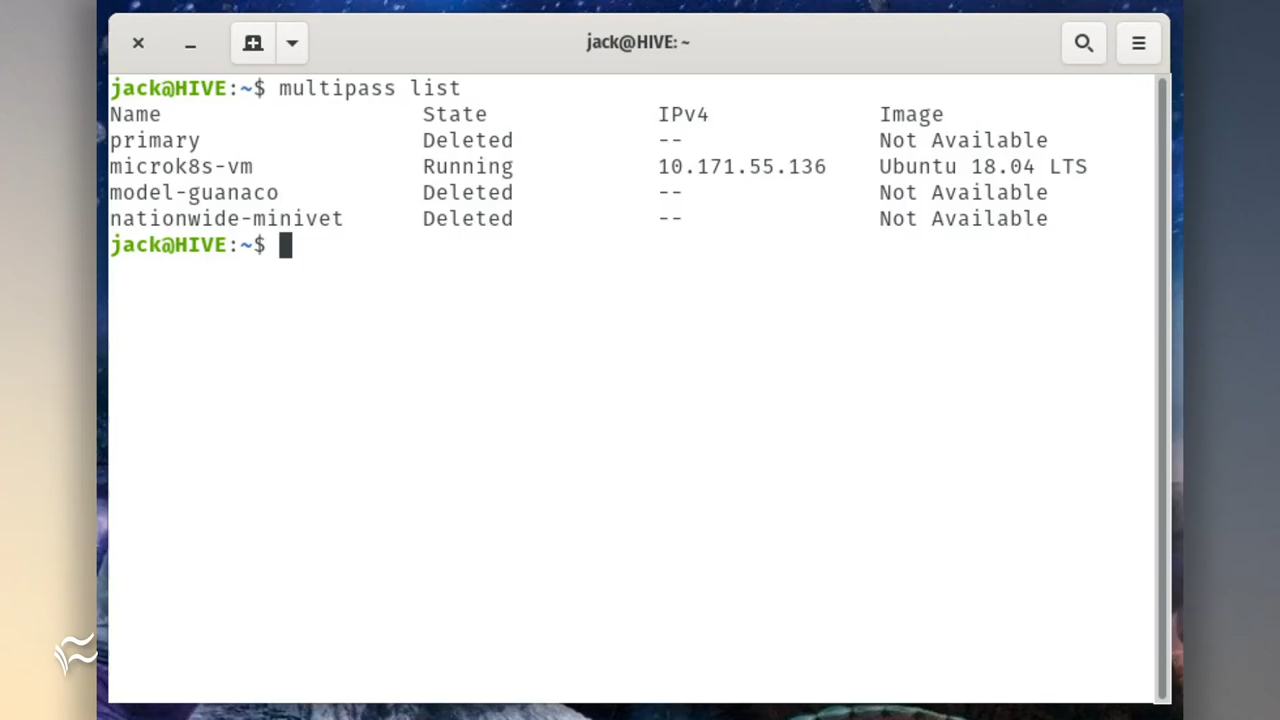 jack@HIVE: ~
jack@HIVE:~$ multipass list
Name State IPv4 Image
primary Deleted -- Not Available
microk8s-vm Running 10.171.55.136 Ubuntu 18.04 LTS
model-guanaco Deleted -- Not Available
nationwide-minivet Deleted -- Not Available
jack@HIVE:~$